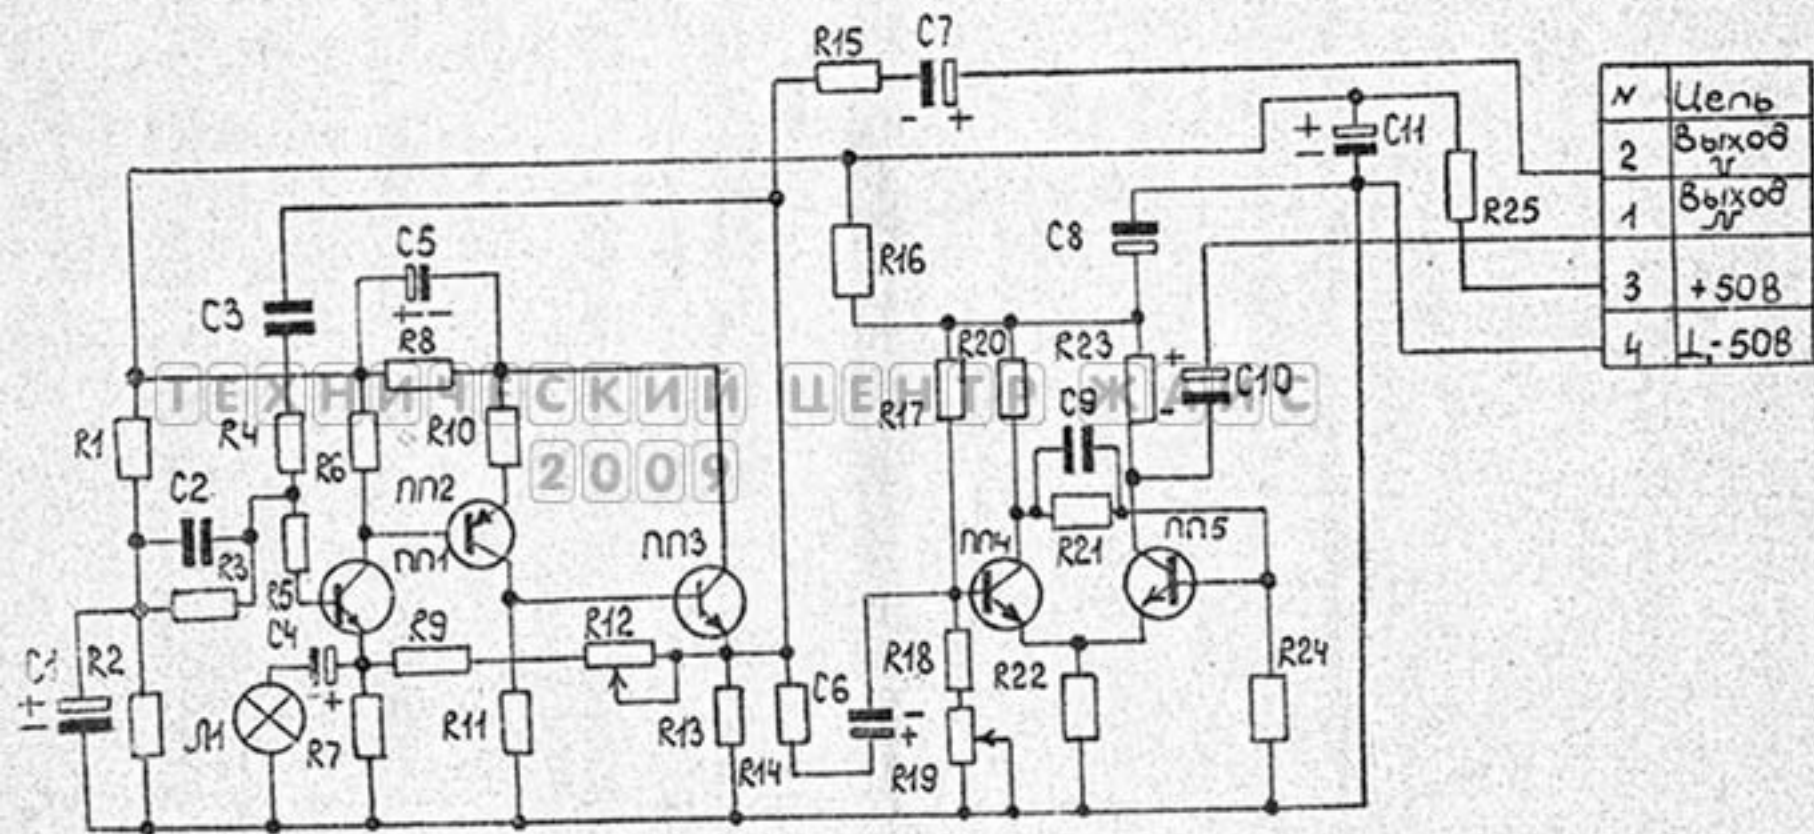 C7
R15
N Цепь
+ C11
-
- +
2 Выход
R25
1 Выход
C8
R16
C5
3 +50В
+ -
C3
R8
R20
R23
+
4 ⊥,-50В
ТЕХНИЧЕСКИЙ ЦЕНТР ЖАИС
C10
R1
R4
R10
R17
C9
-
R6
2009
C2
ПП2
ПП1
ПП3
ПП4
R21
ПП5
R3
R5
C4
R9
R12
C1
R2
R18
R22
R24
+
-
- +
C6
-
+
Л1
R7
R11
R13
R14
R19